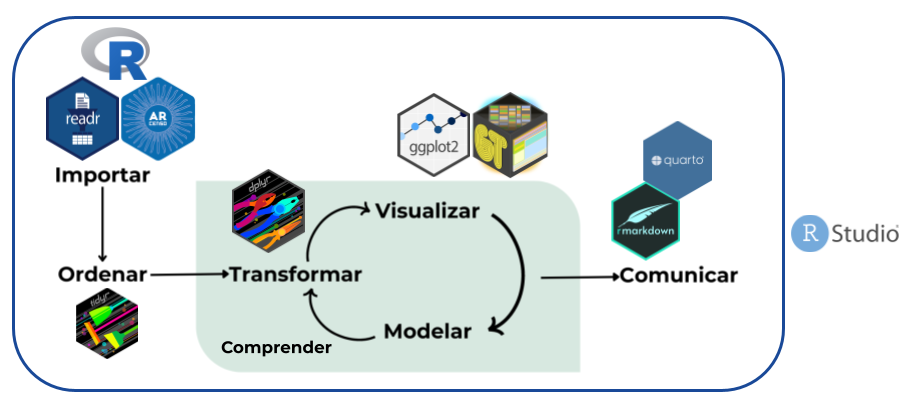 R
readr
AR
CENSO
Importar
Ordenar
tidyr
dplyr
Transformar
ggplot2
GT
Visualizar
Modelar
Comprender
quarto
rmarkdown
Comunicar
R Studio